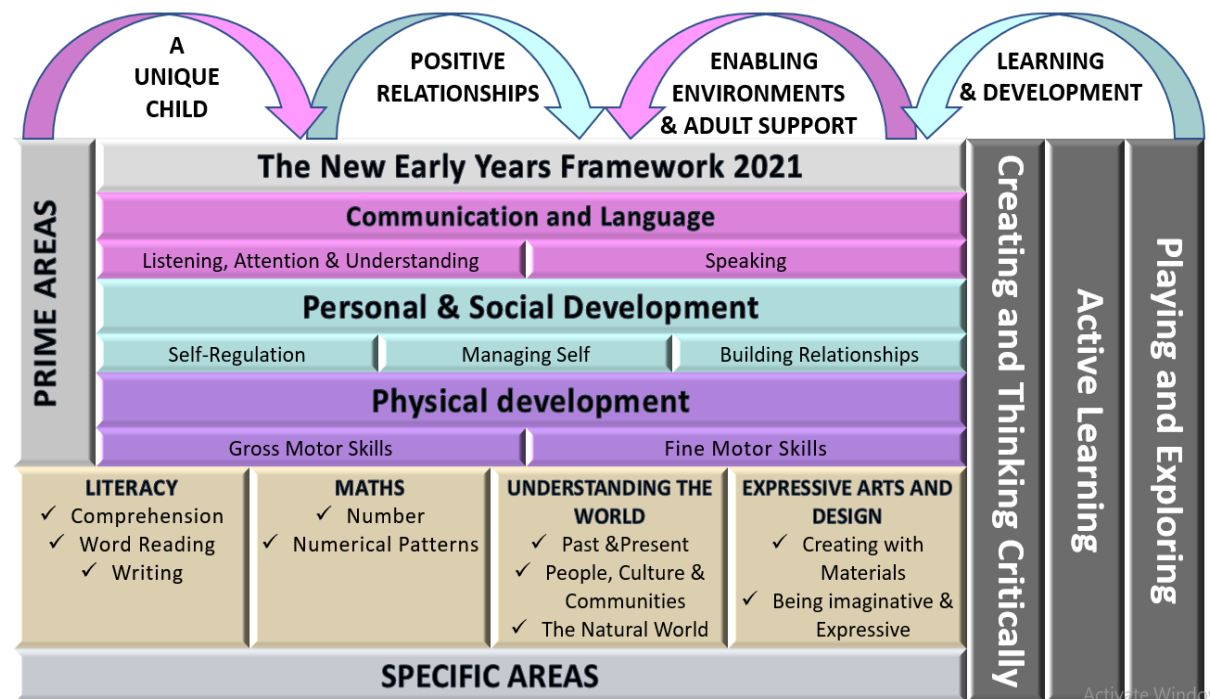 A
UNIQUE
CHILD
POSITIVE
RELATIONSHIPS
ENABLING
ENVIRONMENTS
& ADULT SUPPORT
LEARNING
& DEVELOPMENT
PRIME AREAS
The New Early Years Framework 2021
Communication and Language
Listening, Attention & Understanding
Speaking
Personal & Social Development
Self-Regulation
Managing Self
Building Relationships
Physical development
Gross Motor Skills
Fine Motor Skills
LITERACY
✓ Comprehension
✓ Word Reading
✓ Writing
MATHS
✓ Number
✓ Numerical Patterns
UNDERSTANDING THE
WORLD
✓ Past &Present
✓ People, Culture &
Communities
✓ The Natural World
EXPRESSIVE ARTS AND
DESIGN
✓ Creating with
Materials
✓ Being imaginative &
Expressive
SPECIFIC AREAS
Creating and Thinking Critically
Active Learning
Playing and Exploring
Activate Windo